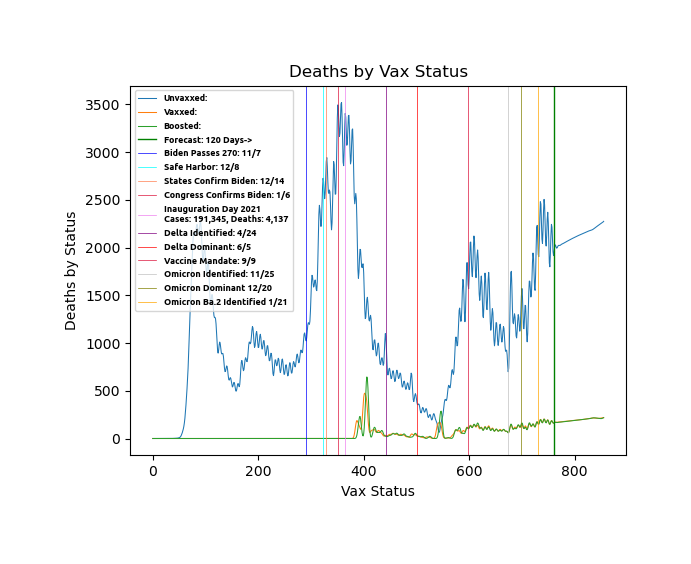 Deaths by Vax Status
Deaths by Status
3500
3000
2500
2000
1500
1000
500
0
Unvaxxed:
Vaxxed:
Boosted:
Forecast: 120 Days->
Biden Passes 270: 11/7
Safe Harbor: 12/8
States Confirm Biden: 12/14
Congress Confirms Biden: 1/6
Inauguration Day 2021
Cases: 191,345, Deaths: 4,137
Delta Identified: 4/24
Delta Dominant: 6/5
Vaccine Mandate: 9/9
Omicron Identified: 11/25
Omicron Dominant 12/20
Omicron Ba.2 Identified 1/21
0 200 400 600 800
Vax Status